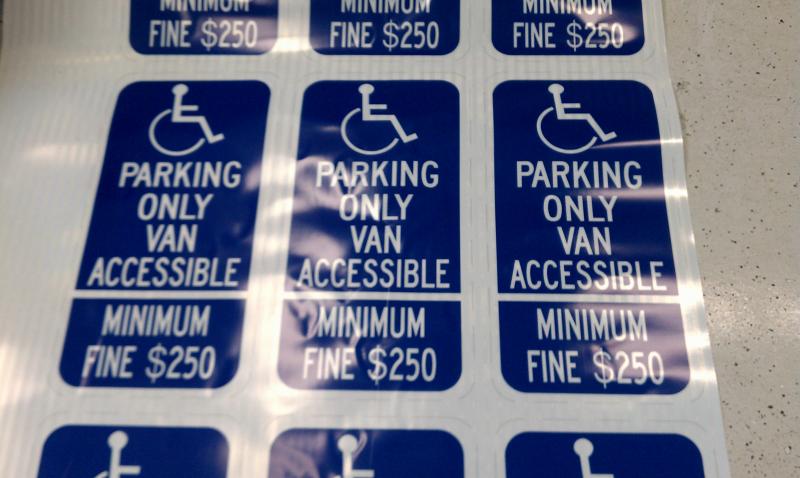 MINIMUM MINIMUM MINIMUM
FINE $250 FINE $250 FINE $250
PARKING
ONLY
VAN
ACCESSIBLE
MINIMUM
FINE $250
PARKING
ONLY
VAN
ACCESSIBLE
MINIMUM
FINE $250
PARKING
ONLY
VAN
ACCESSIBLE
MINIMUM
FINE $250